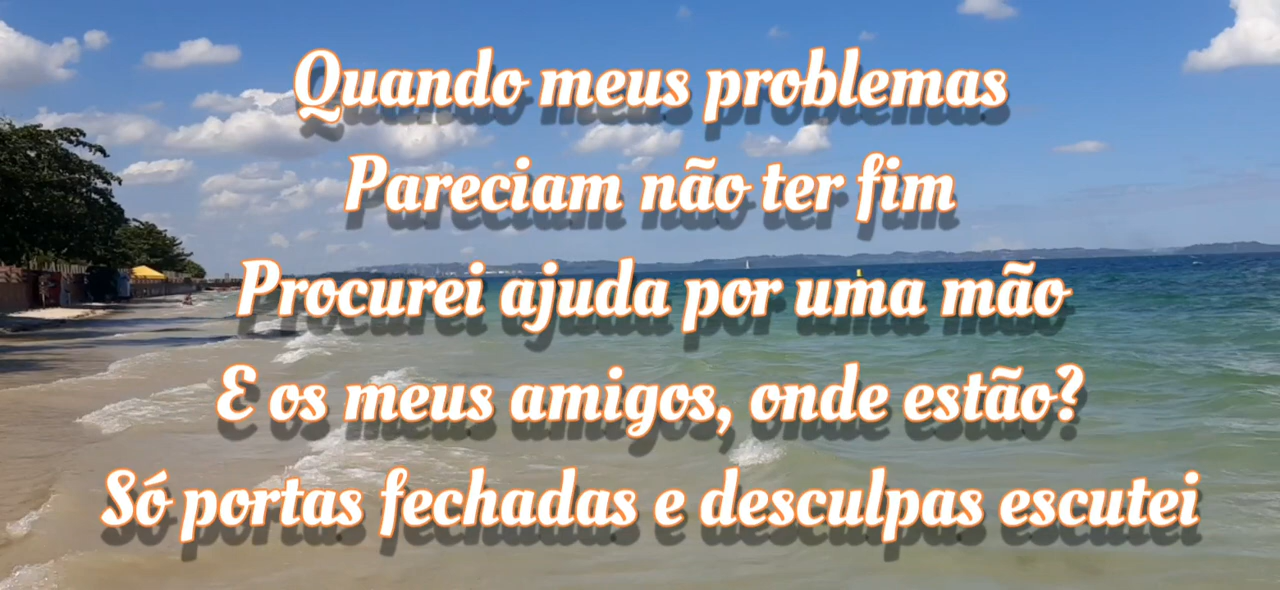 Quando meus problemas
Pareciam não ter fim
Procurei ajuda por uma mão
E os meus amigos, onde estão?
Só portas fechadas e desculpas escutei